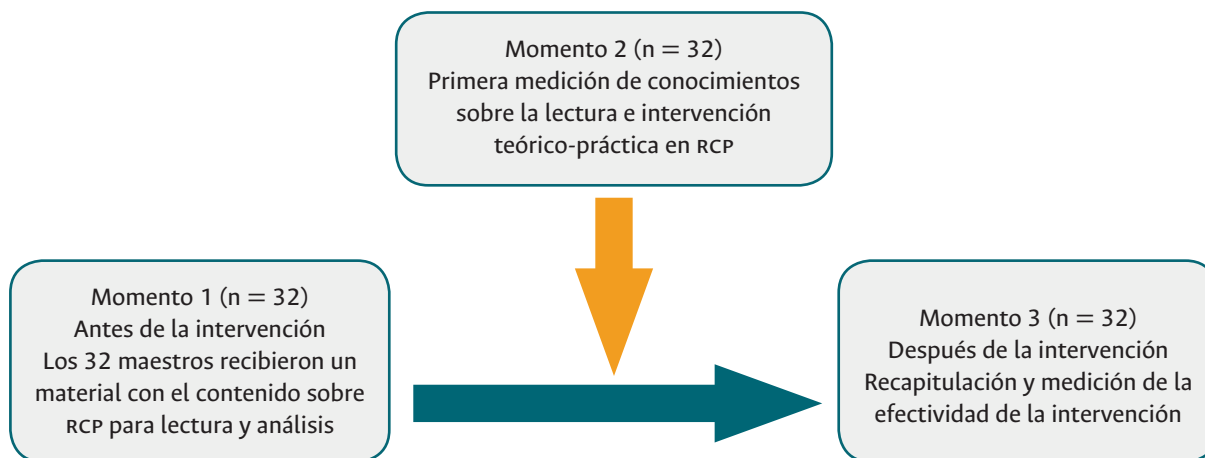 Momento 2 (n = 32)
Primera medición de conocimientos
sobre la lectura e intervención
teórico-práctica en RCP
Momento 1 (n = 32)
Antes de la intervención
Los 32 maestros recibieron un
material con el contenido sobre
RCP para lectura y análisis
Momento 3 (n = 32)
Después de la intervención
Recapitulación y medición de la
efectividad de la intervención